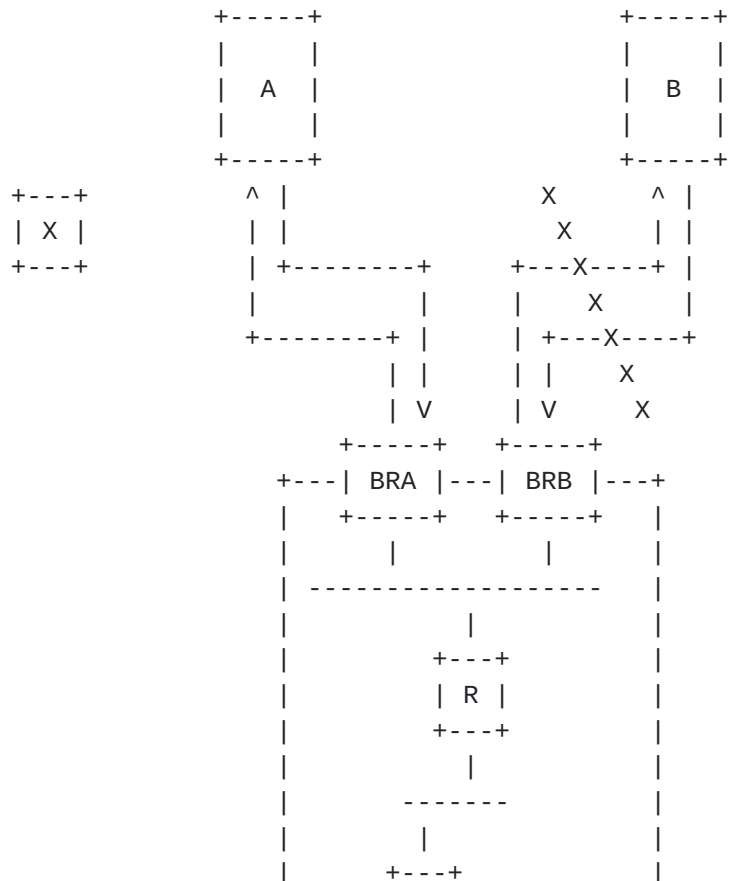 +-----+                   +-----+
                          |     |                   |     |
                          |  A  |                   |  B  |
                          |     |                   |     |
                          +-----+                   +-----+
             +---+          ^ |                X      ^ |
             | X |          | |                 X     | |
             +---+          | +--------+     +---X----+ |
                            |          |     |    X     |
                            +--------+ |     | +---X----+
                                     | |     | |    X
                                     | V     | V     X
                                  +-----+   +-----+
                              +---| BRA |---| BRB |---+
                              |   +-----+   +-----+   |
                              |      |         |      |
                              | -------------------   |
                              |           |           |
                              |         +---+         |
                              |         | R |         |
                              |         +---+         |
                              |           |           |
                              |       -------         |
                              |        |              |
                              |      +---+            |